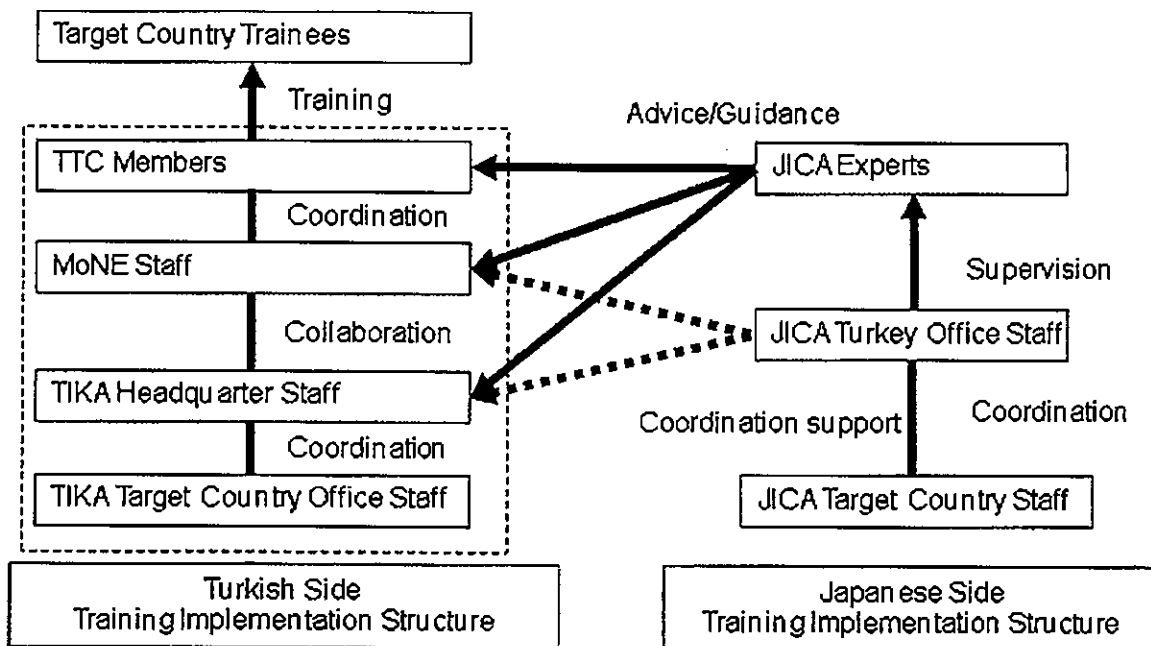 Target Country Trainees
Training
Advice/Guidance
TTC Members
JICA Experts
Coordination
MoNE Staff
Supervision
Collaboration
JICA Turkey Office Staff
TIKA Headquarter Staff
Coordination support
Coordination
Coordination
TIKA Target Country Office Staff
JICA Target Country Staff
Turkish Side
Training Implementation Structure
Japanese Side
Training Implementation Structure